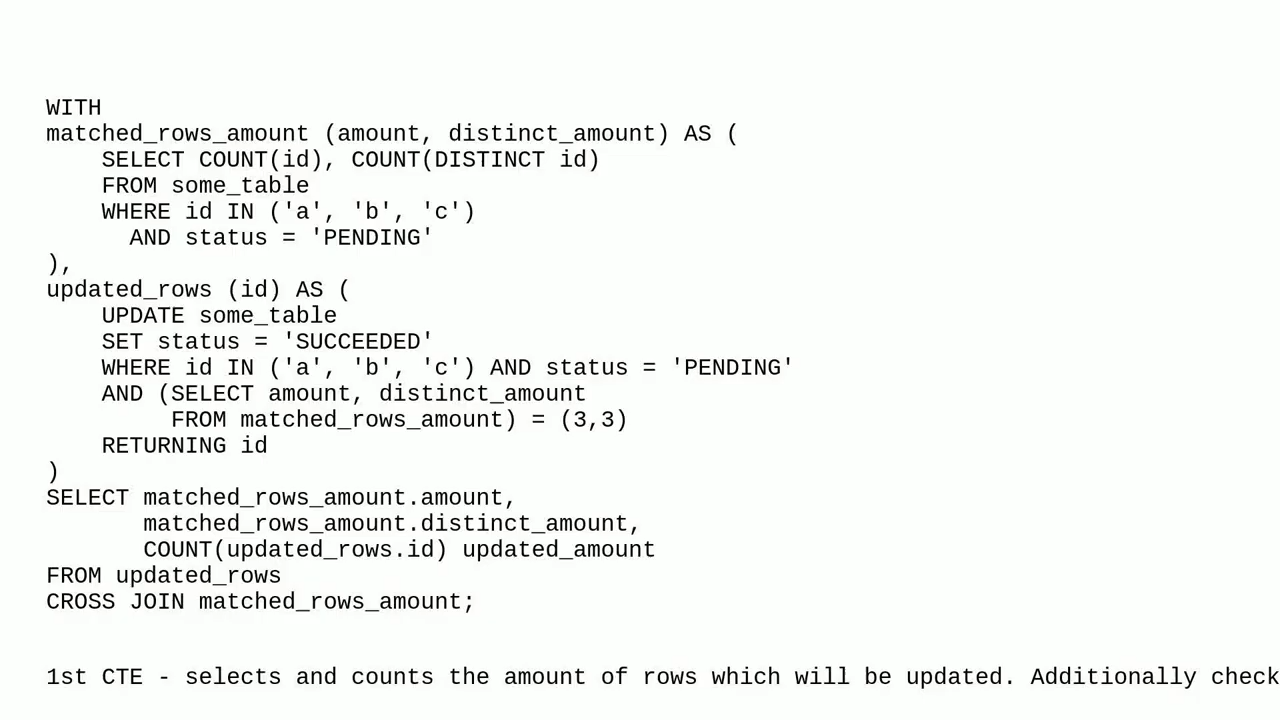 WITH
matched_rows_amount (amount, distinct_amount) AS (
    SELECT COUNT(id), COUNT(DISTINCT id)
    FROM some_table
    WHERE id IN ('a', 'b', 'c')
      AND status = 'PENDING'
),
updated_rows (id) AS (
    UPDATE some_table
    SET status = 'SUCCEEDED'
    WHERE id IN ('a', 'b', 'c') AND status = 'PENDING'
    AND (SELECT amount, distinct_amount
         FROM matched_rows_amount) = (3,3)
    RETURNING id
)
SELECT matched_rows_amount.amount,
       matched_rows_amount.distinct_amount,
       COUNT(updated_rows.id) updated_amount
FROM updated_rows
CROSS JOIN matched_rows_amount;
1st CTE - selects and counts the amount of rows which will be updated. Additionally check